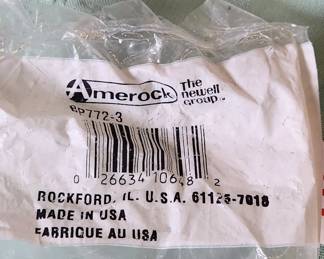 Amerock The
newell
group
BP772-3
0 26634 10648 2
ROCKFORD, IL. U.S.A. 61125-7018
MADE IN USA
FABRIQUE AU USA